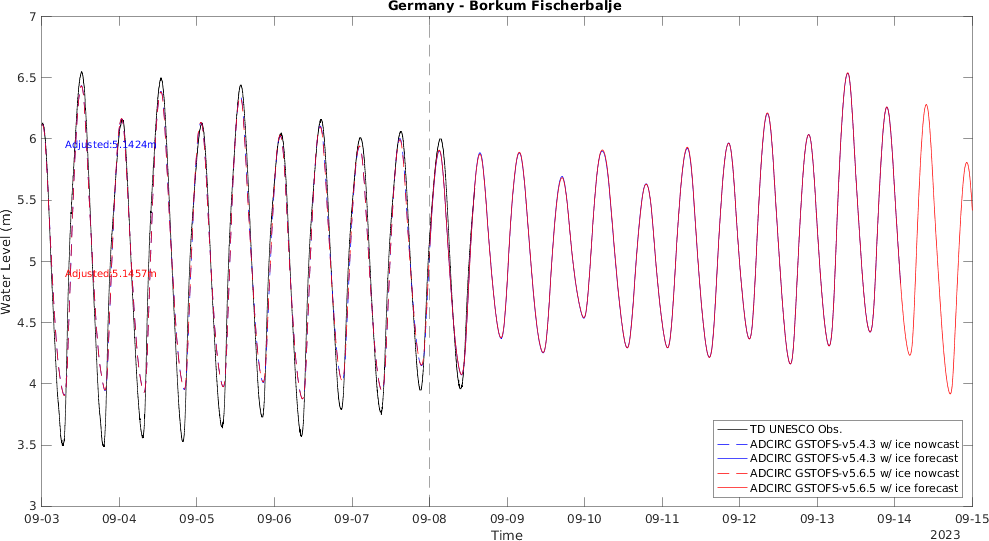 Germany - Borkum Fischerbalje
Water Level (m)
7
6.5
6
5.5
5
4.5
4
3.5
3
Adjusted:5.1424m
Adjusted:5.1457m
TD UNESCO Obs.
ADCIRC GSTOFS-v5.4.3 w/ ice nowcast
ADCIRC GSTOFS-v5.4.3 w/ ice forecast
ADCIRC GSTOFS-v5.6.5 w/ ice nowcast
ADCIRC GSTOFS-v5.6.5 w/ ice forecast
09-03 09-04 09-05 09-06 09-07 09-08 09-09 09-10 09-11 09-12 09-13 09-14 09-15
Time
2023